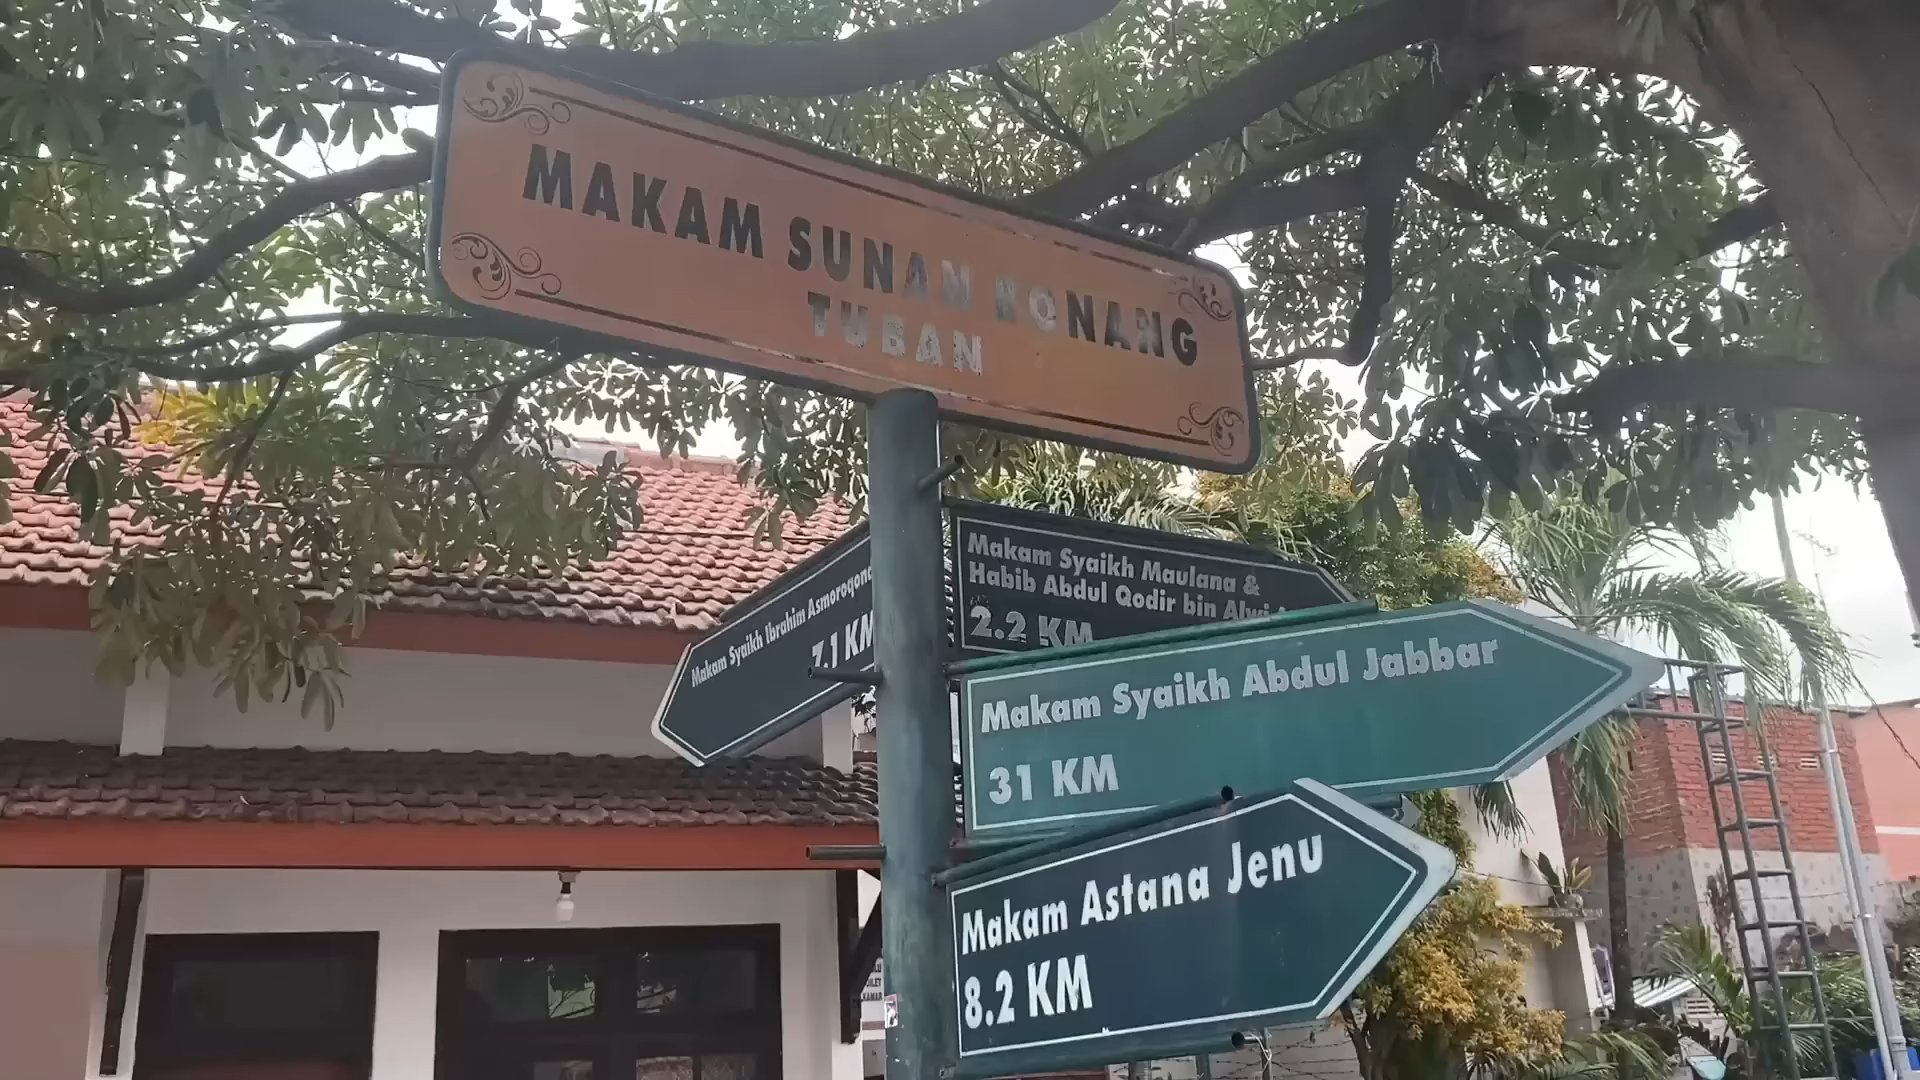 MAKAM SUNAN BONANG
TUBAN
Makam Syaikh Ibrahim Asmoroqondi
7.1 KM
Makam Syaikh Maulana &
Habib Abdul Qodir bin Alwi
2.2 KM
Makam Syaikh Abdul Jabbar
31 KM
Makam Astana Jenu
8.2 KM